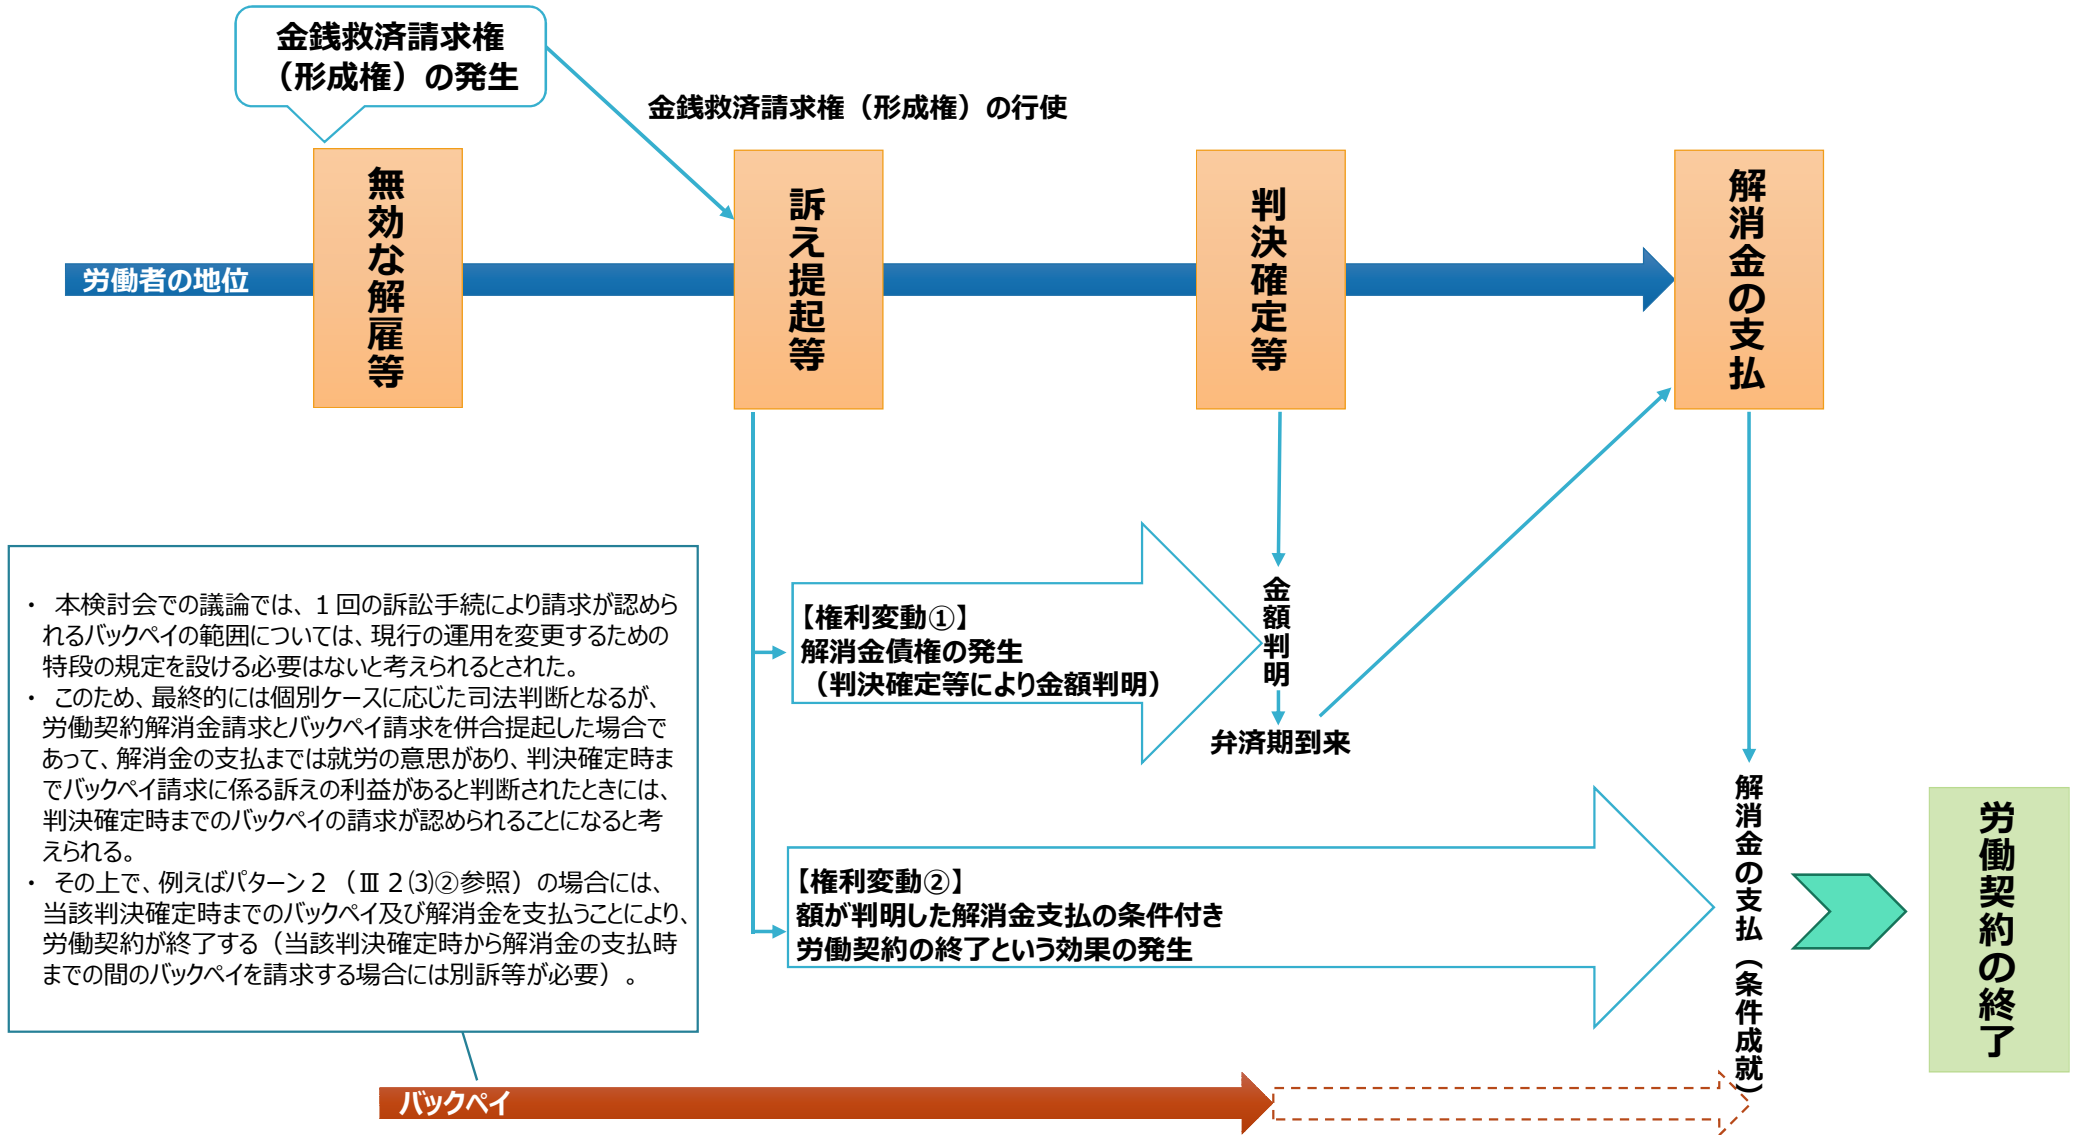 金銭救済請求権
（形成権）の発生
金銭救済請求権（形成権）の行使
労働者の地位
無効な解雇等
訴え提起等
判決確定等
解消金の支払
・ 本検討会での議論では、１回の訴訟手続により請求が認めら
れるバックペイの範囲については、現行の運用を変更するための
特段の規定を設ける必要はないと考えられるとされた。
・ このため、最終的には個別ケースに応じた司法判断となるが、
労働契約解消金請求とバックペイ請求を併合提起した場合で
あって、解消金の支払までは就労の意思があり、判決確定時ま
でバックペイ請求に係る訴えの利益があると判断されたときには、
判決確定時までのバックペイの請求が認められることになると考
えられる。
・ その上で、例えばパターン２（Ⅲ２⑶②参照）の場合には、
当該判決確定時までのバックペイ及び解消金を支払うことにより、
労働契約が終了する（当該判決確定時から解消金の支払時
までの間のバックペイを請求する場合には別訴等が必要）。
【権利変動①】
解消金債権の発生
（判決確定等により金額判明）
金額判明
弁済期到来
【権利変動②】
額が判明した解消金支払の条件付き
労働契約の終了という効果の発生
解消金の支払（条件成就）
労働契約の終了
バックペイ